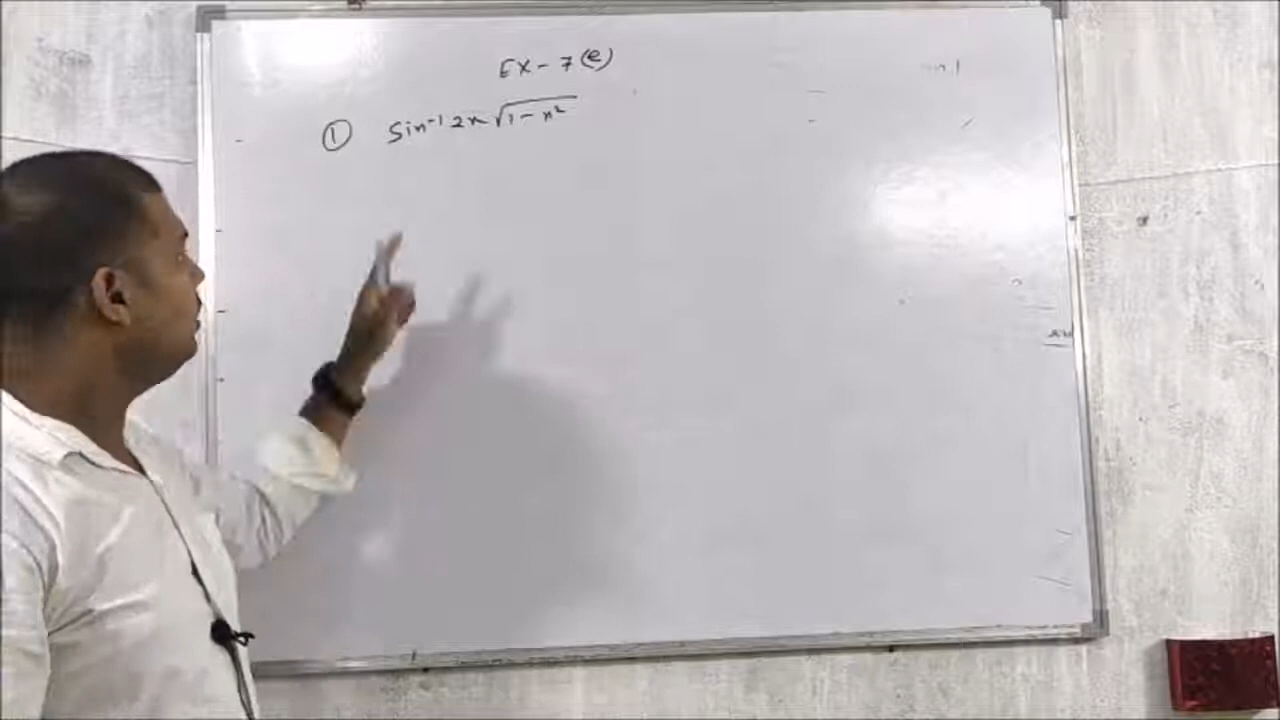 EX - 7 (e)
① Sin⁻¹ 2x √1 - x²